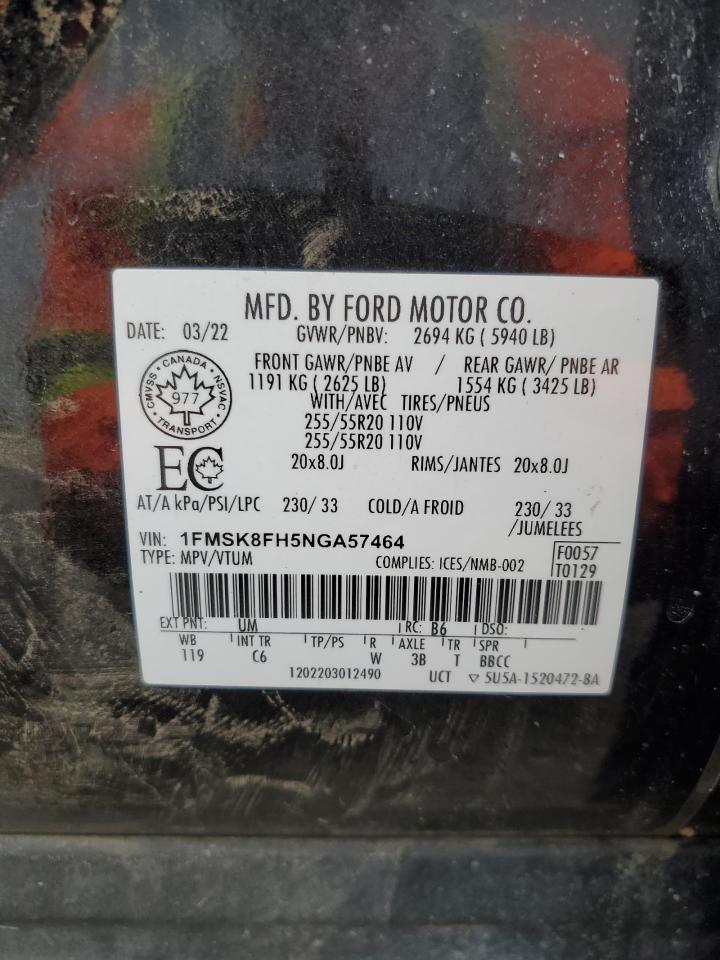 MFD. BY FORD MOTOR CO.
DATE: 03/22
GVWR/PNBV: 2694 KG ( 5940 LB)
FRONT GAWR/PNBE AV / REAR GAWR/ PNBE AR
1191 KG ( 2625 LB) 1554 KG ( 3425 LB)
WITH/AVEC TIRES/PNEUS
255/55R20 110V
255/55R20 110V
20x8.0J RIMS/JANTES 20x8.0J
CANADA
CMVSS NSVAC
977
TRANSPORT
EC
AT/A kPa/PSI/LPC 230/ 33 COLD/A FROID 230/ 33
/JUMELEES
VIN: 1FMSK8FH5NGA57464
TYPE: MPV/VTUM COMPLIES: ICES/NMB-002
F0057
T0129
EXT PNT: UM RC: B6 DSO:
WB INT TR TP/PS R AXLE TR SPR
119 C6 W 3B T BBCC
1202203012490 UCT ▽ 5U5A-1520472-BA